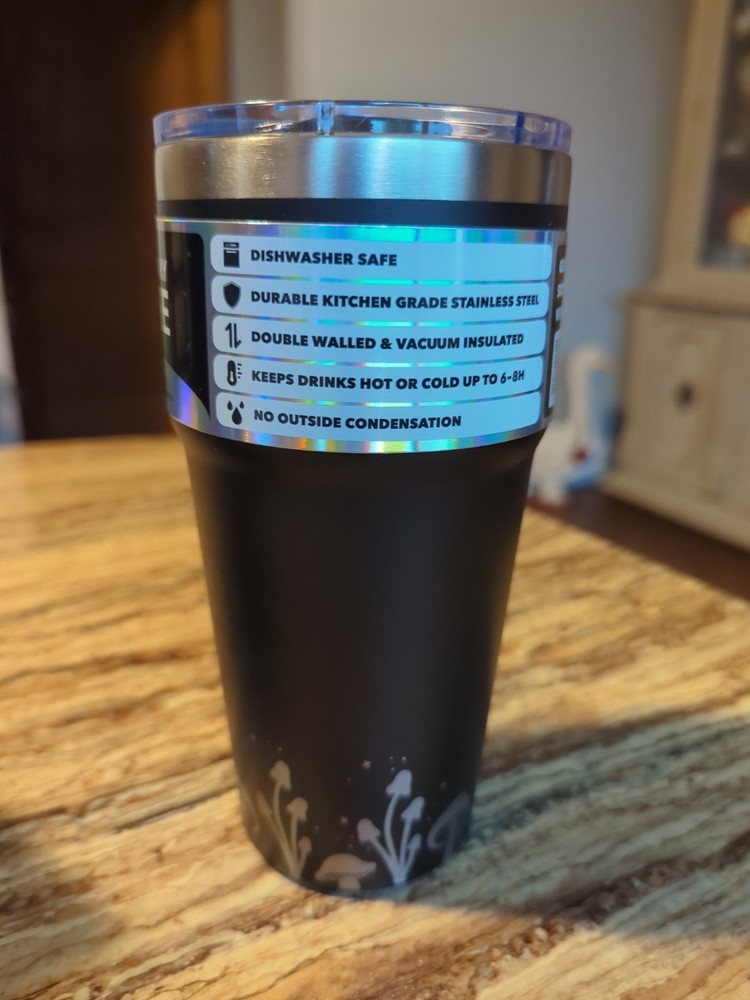 DISHWASHER SAFE
DURABLE KITCHEN GRADE STAINLESS STEEL
DOUBLE WALLED & VACUUM INSULATED
KEEPS DRINKS HOT OR COLD UP TO 6-8H
NO OUTSIDE CONDENSATION